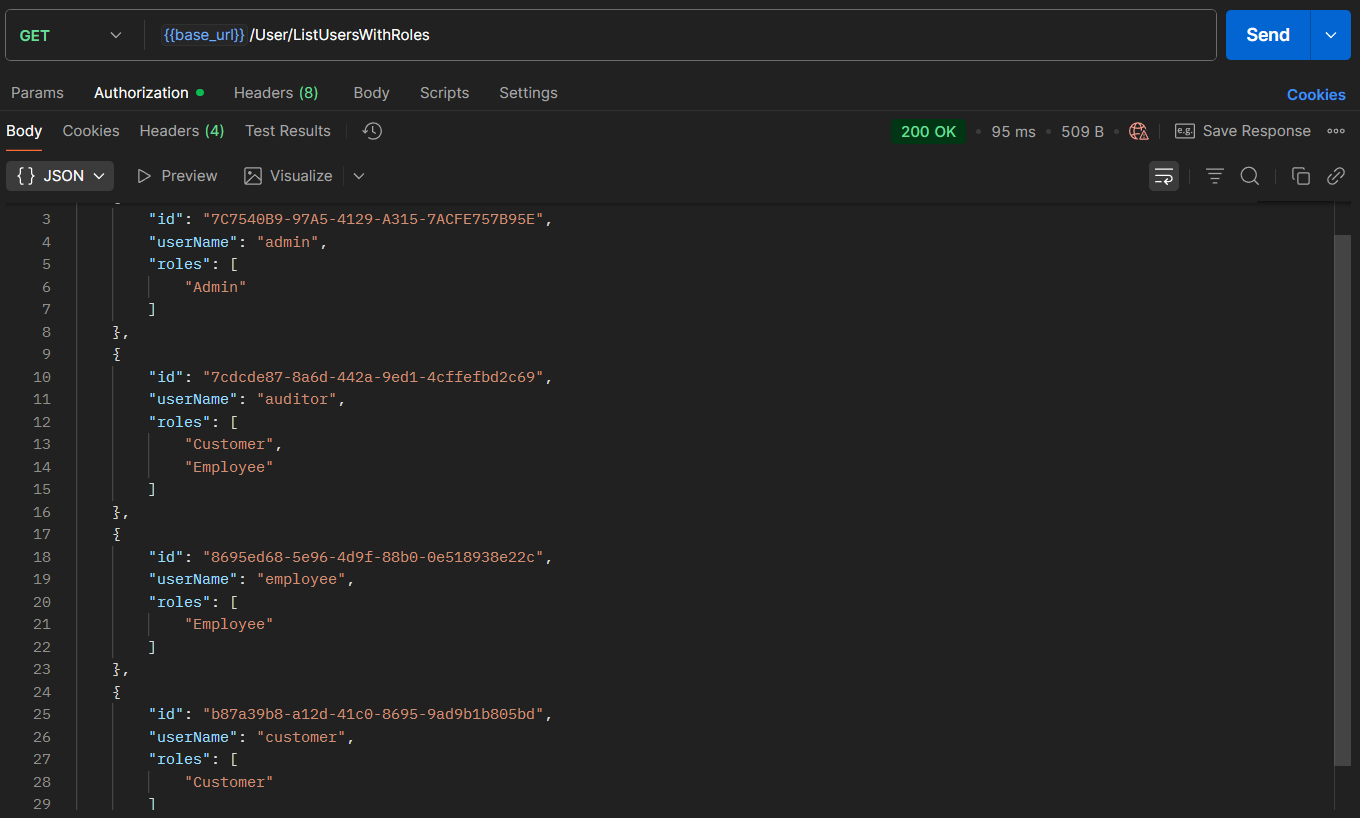 GET {{base_url}} /User/ListUsersWithRoles Send
Params Authorization Headers (8) Body Scripts Settings Cookies
Body Cookies Headers (4) Test Results 200 OK 95 ms 509 B e.g. Save Response
{ } JSON Preview Visualize
3 "id": "7C7540B9-97A5-4129-A315-7ACFE757B95E",
4 "userName": "admin",
5 "roles": [
6 "Admin"
7 ]
8 },
9 {
10 "id": "7cdcde87-8a6d-442a-9ed1-4cffefbd2c69",
11 "userName": "auditor",
12 "roles": [
13 "Customer",
14 "Employee"
15 ]
16 },
17 {
18 "id": "8695ed68-5e96-4d9f-88b0-0e518938e22c",
19 "userName": "employee",
20 "roles": [
21 "Employee"
22 ]
23 },
24 {
25 "id": "b87a39b8-a12d-41c0-8695-9ad9b1b805bd",
26 "userName": "customer",
27 "roles": [
28 "Customer"
29 ]